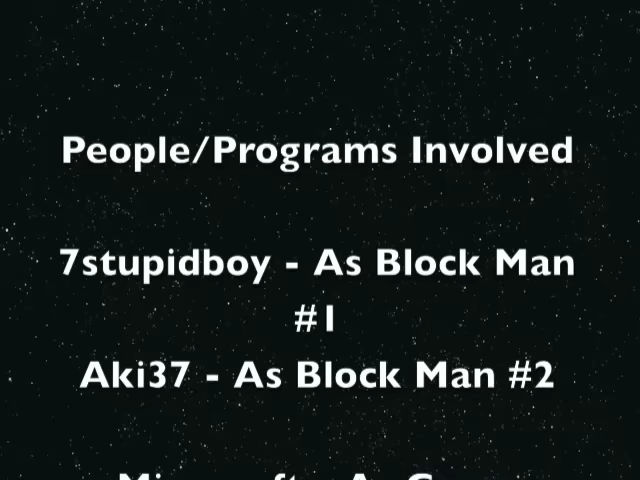 People/Programs Involved
7stupidboy - As Block Man
#1
Aki37 - As Block Man #2